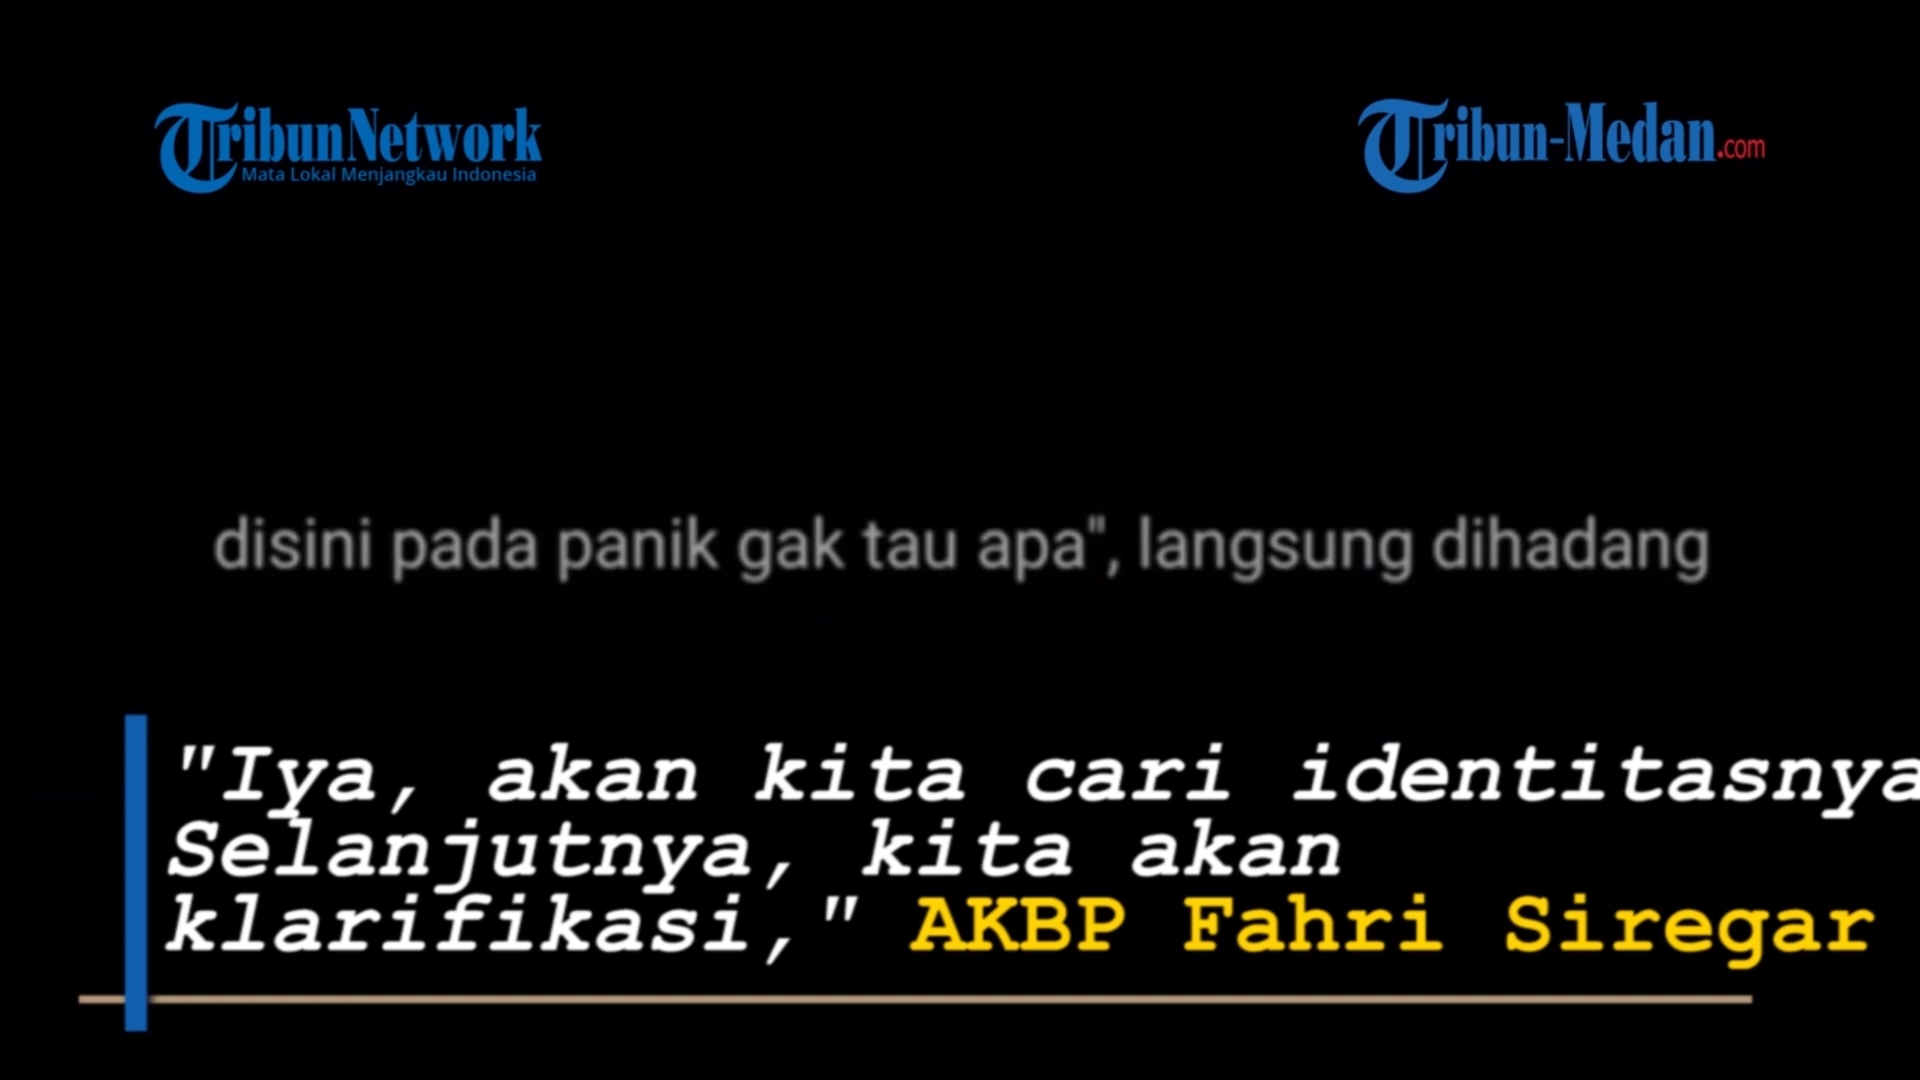 TribunNetwork
Mata Lokal Menjangkau Indonesia
Tribun-Medan.com
disini pada panik gak tau apa", langsung dihadang
"Iya, akan kita cari identitasnya
Selanjutnya, kita akan
klarifikasi," AKBP Fahri Siregar